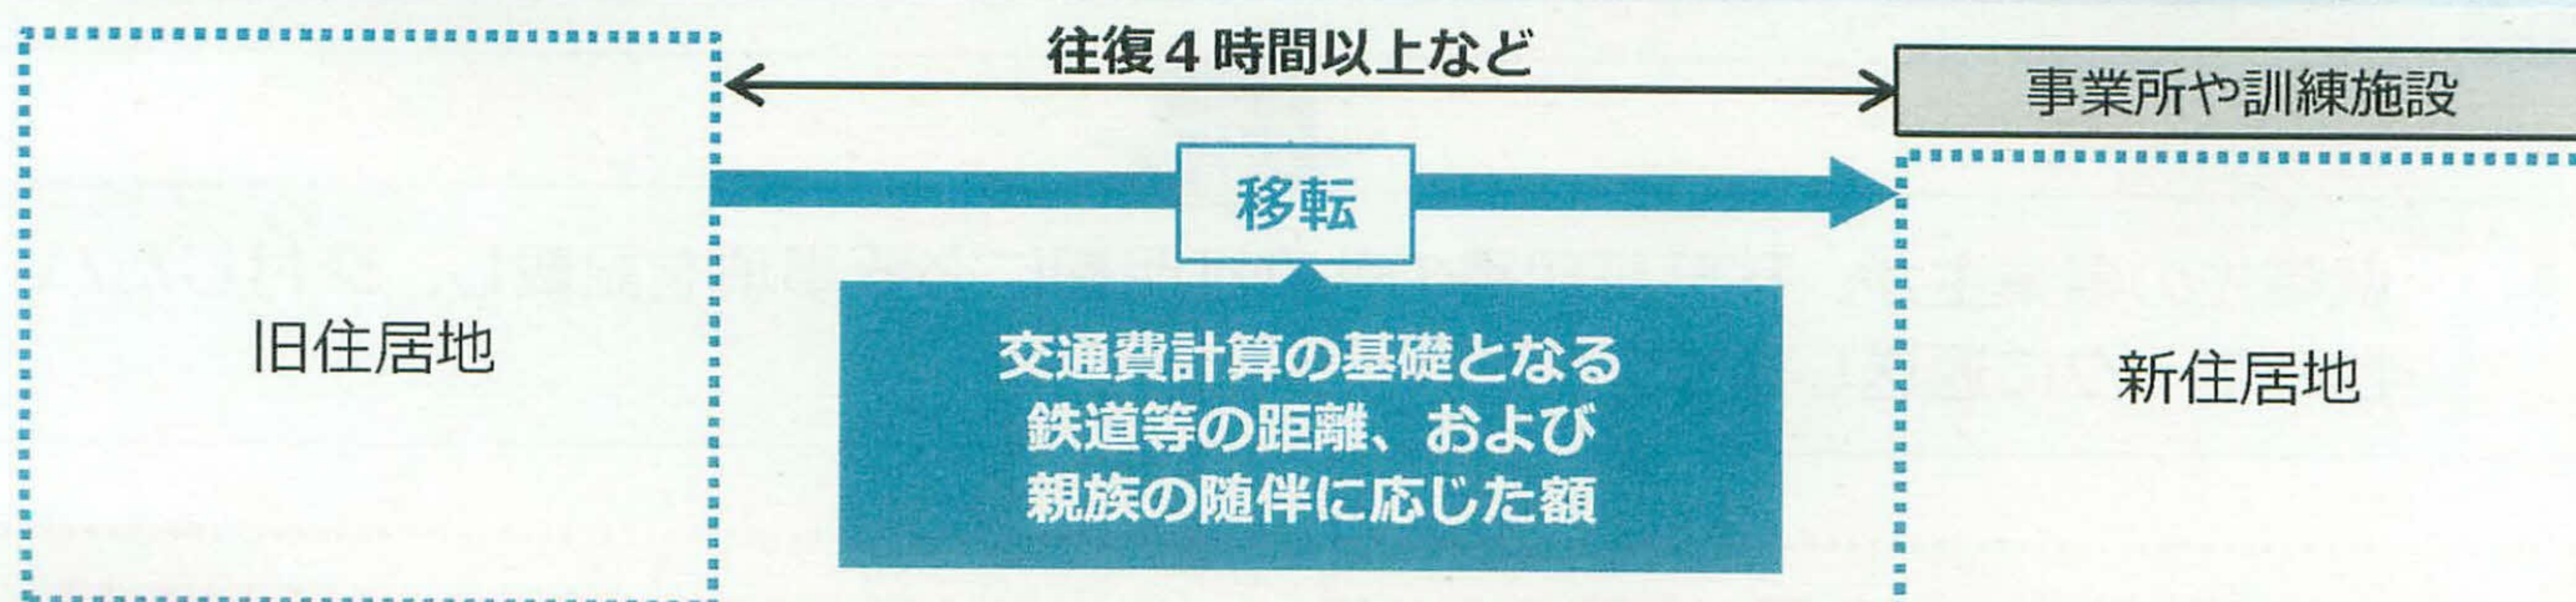 往復４時間以上など
事業所や訓練施設
移転
旧住居地
交通費計算の基礎となる
鉄道等の距離、および
親族の随伴に応じた額
新住居地